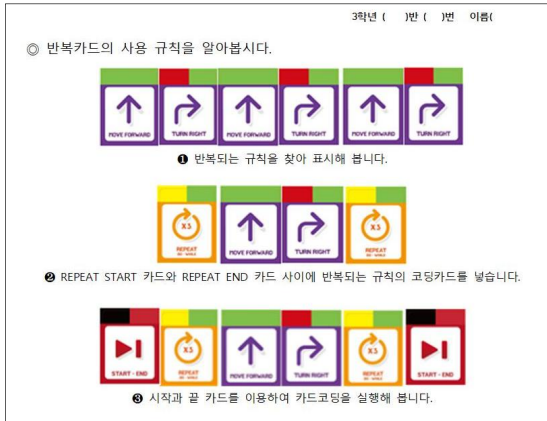 3학년 ( )반 ( )번 이름(
◎ 반복카드의 사용 규칙을 알아봅시다.
MOVE FORWARD TURN RIGHT MOVE FORWARD TURN RIGHT MOVE FORWARD TURN RIGHT
❶ 반복되는 규칙을 찾아 표시해 봅니다.
X3 X3
REPEAT MOVE FORWARD TURN RIGHT REPEAT
❷ REPEAT START 카드와 REPEAT END 카드 사이에 반복되는 규칙의 코딩카드를 넣습니다.
X3 X3
START - END REPEAT MOVE FORWARD TURN RIGHT REPEAT START - END
❸ 시작과 끝 카드를 이용하여 카드코딩을 실행해 봅니다.